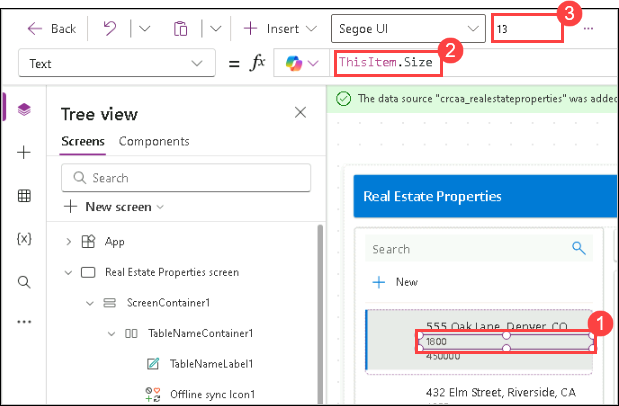 Back
Insert
Segoe UI
13
3
2
Text
= fx
ThisItem.Size
Tree view
The data source "crcaa_realestateproperties" was added
Screens
Components
Search
New screen
Real Estate Properties
{x}
App
Search
Real Estate Properties screen
New
ScreenContainer1
1
555 Oak Lane, Denver, CO
TableNameContainer1
1800
450000
TableNameLabel1
Offline sync Icon1
432 Elm Street, Riverside, CA